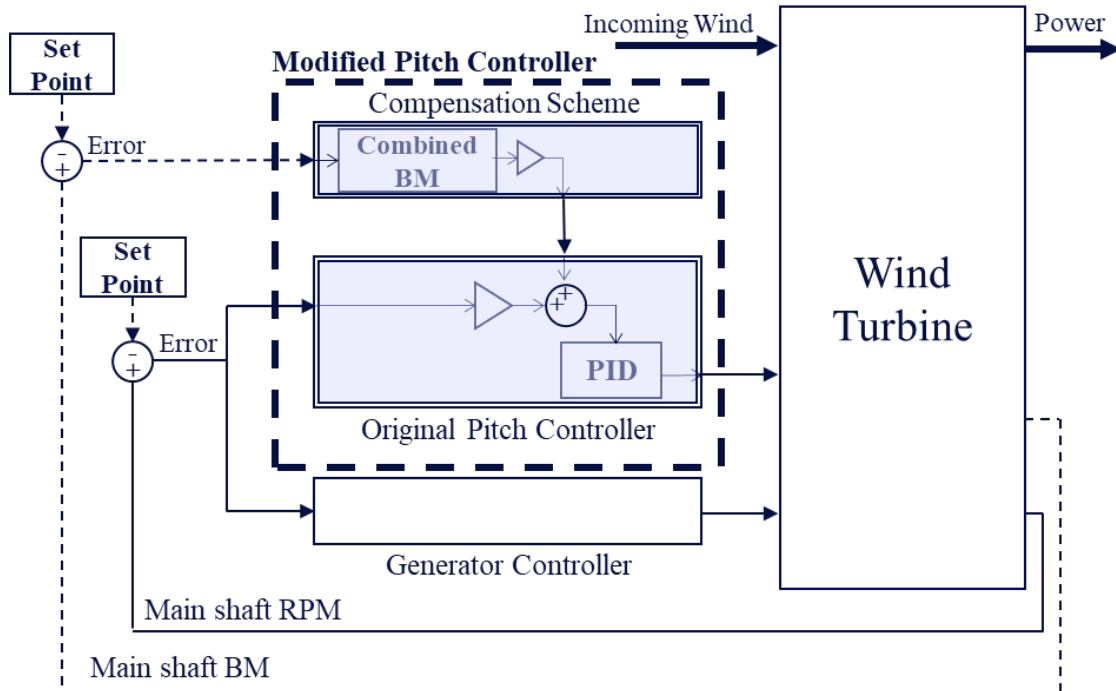 Incoming Wind
Power
Set
Point
Modified Pitch Controller
Compensation Scheme
-
+
Error
Combined
BM
Set
Point
Wind
Turbine
+
+
-
+
Error
PID
Original Pitch Controller
Generator Controller
Main shaft RPM
Main shaft BM